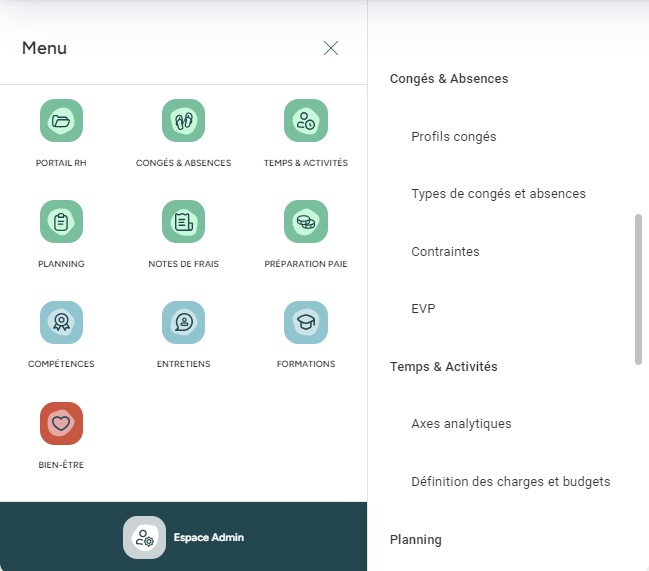 Menu
PORTAIL RH
CONGÉS & ABSENCES
TEMPS & ACTIVITÉS
PLANNING
NOTES DE FRAIS
PRÉPARATION PAIE
COMPÉTENCES
ENTRETIENS
FORMATIONS
BIEN-ÊTRE
Espace Admin
Congés & Absences
Profils congés
Types de congés et absences
Contraintes
EVP
Temps & Activités
Axes analytiques
Définition des charges et budgets
Planning